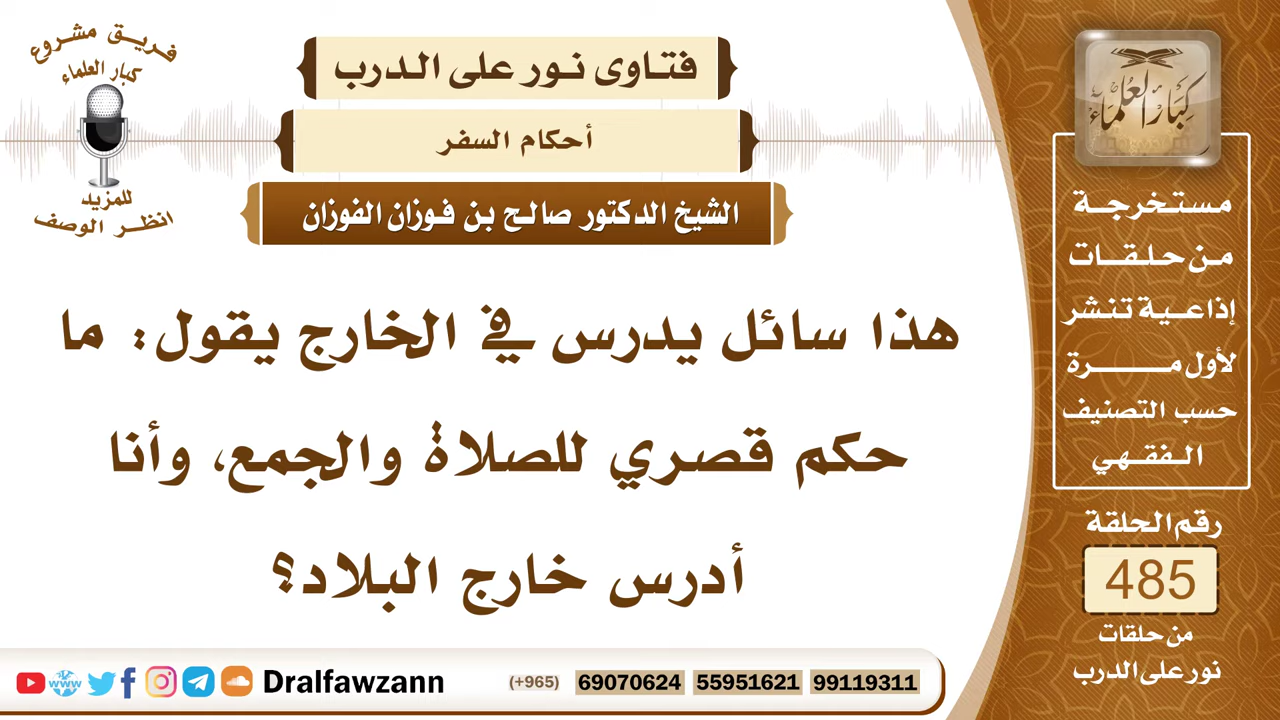 فريق مشروع
كبار العلماء
للمزيد
انظر الوصف
فتاوى نور على الدرب
أحكام السفر
الشيخ الدكتور صالح بن فوزان الفوزان
هذا سائل يدرس في الخارج يقول: ما
حكم قصري للصلاة والجمع، وأنا
أدرس خارج البلاد؟
كبار العلماء
مستخرجة
من حلقات
إذاعية تنشر
لأول مرة
حسب التصنيف
الفقهي
رقم الحلقة
485
من حلقات
نور على الدرب
www Dralfawzann (+965) 69070624 55951621 99119311